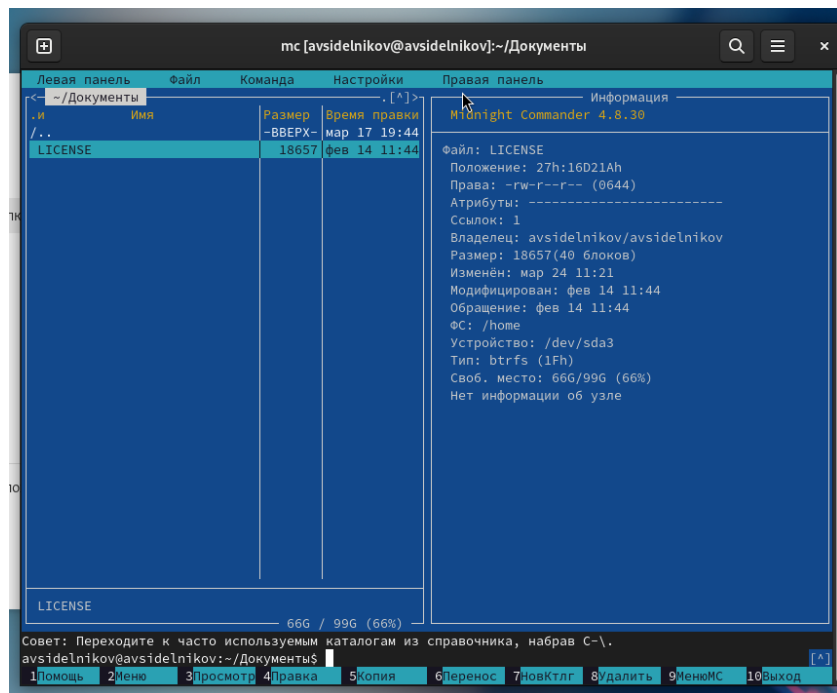 mc [avsidelnikov@avsidelnikov]:~/Документы
Левая панель Файл Команда Настройки Правая панель
<— ~/Документы .[^]>
.и Имя Размер Время правки
/.. -ВВЕРХ- мар 17 19:44
LICENSE 18657 фев 14 11:44
LICENSE
66G / 99G (66%)
Информация
Midnight Commander 4.8.30
Файл: LICENSE
Положение: 27h:16D21Ah
Права: -rw-r--r-- (0644)
Атрибуты: -------------------------
Ссылок: 1
Владелец: avsidelnikov/avsidelnikov
Размер: 18657(40 блоков)
Изменён: мар 24 11:21
Модифицирован: фев 14 11:44
Обращение: фев 14 11:44
ФС: /home
Устройство: /dev/sda3
Тип: btrfs (1Fh)
Своб. место: 66G/99G (66%)
Нет информации об узле
Совет: Переходите к часто используемым каталогам из справочника, набрав C-\.
avsidelnikov@avsidelnikov:~/Документы$ [^]
1Помощь 2Меню 3Просмотр 4Правка 5Копия 6Перенос 7НовКтлг 8Удалить 9МенюMC 10Выход